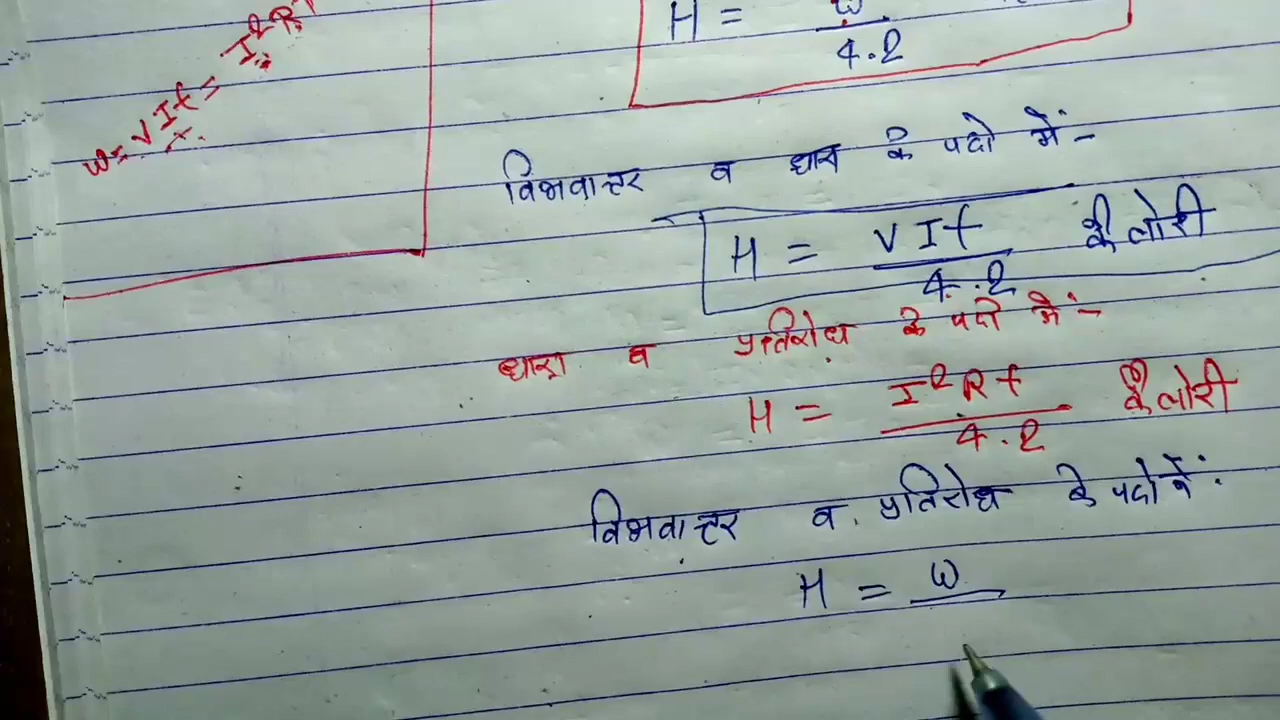 W = VIt = I²Rt
H = W / 4.2
विभवान्तर व धारा के पदो में :-
H = VIt / 4.2 कैलोरी
धारा व प्रतिरोध के पदो में :-
H = I²Rt / 4.2 कैलोरी
विभवान्तर व प्रतिरोध के पदो में :
H = W